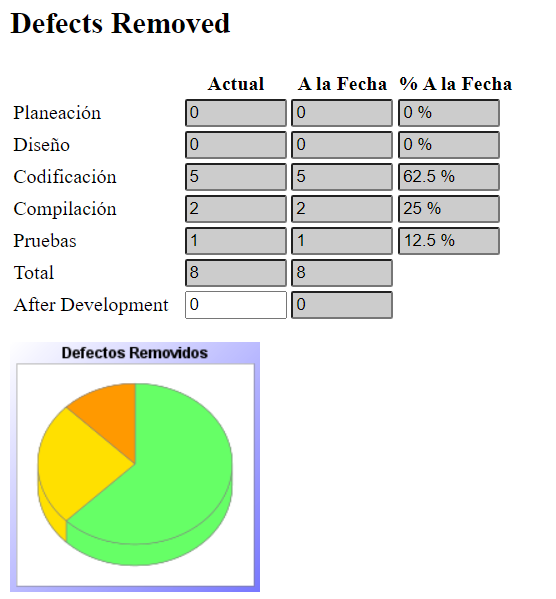 Defects Removed
Actual A la Fecha % A la Fecha
Planeación 0 0 0 %
Diseño 0 0 0 %
Codificación 5 5 62.5 %
Compilación 2 2 25 %
Pruebas 1 1 12.5 %
Total 8 8
After Development 0 0
Defectos Removidos